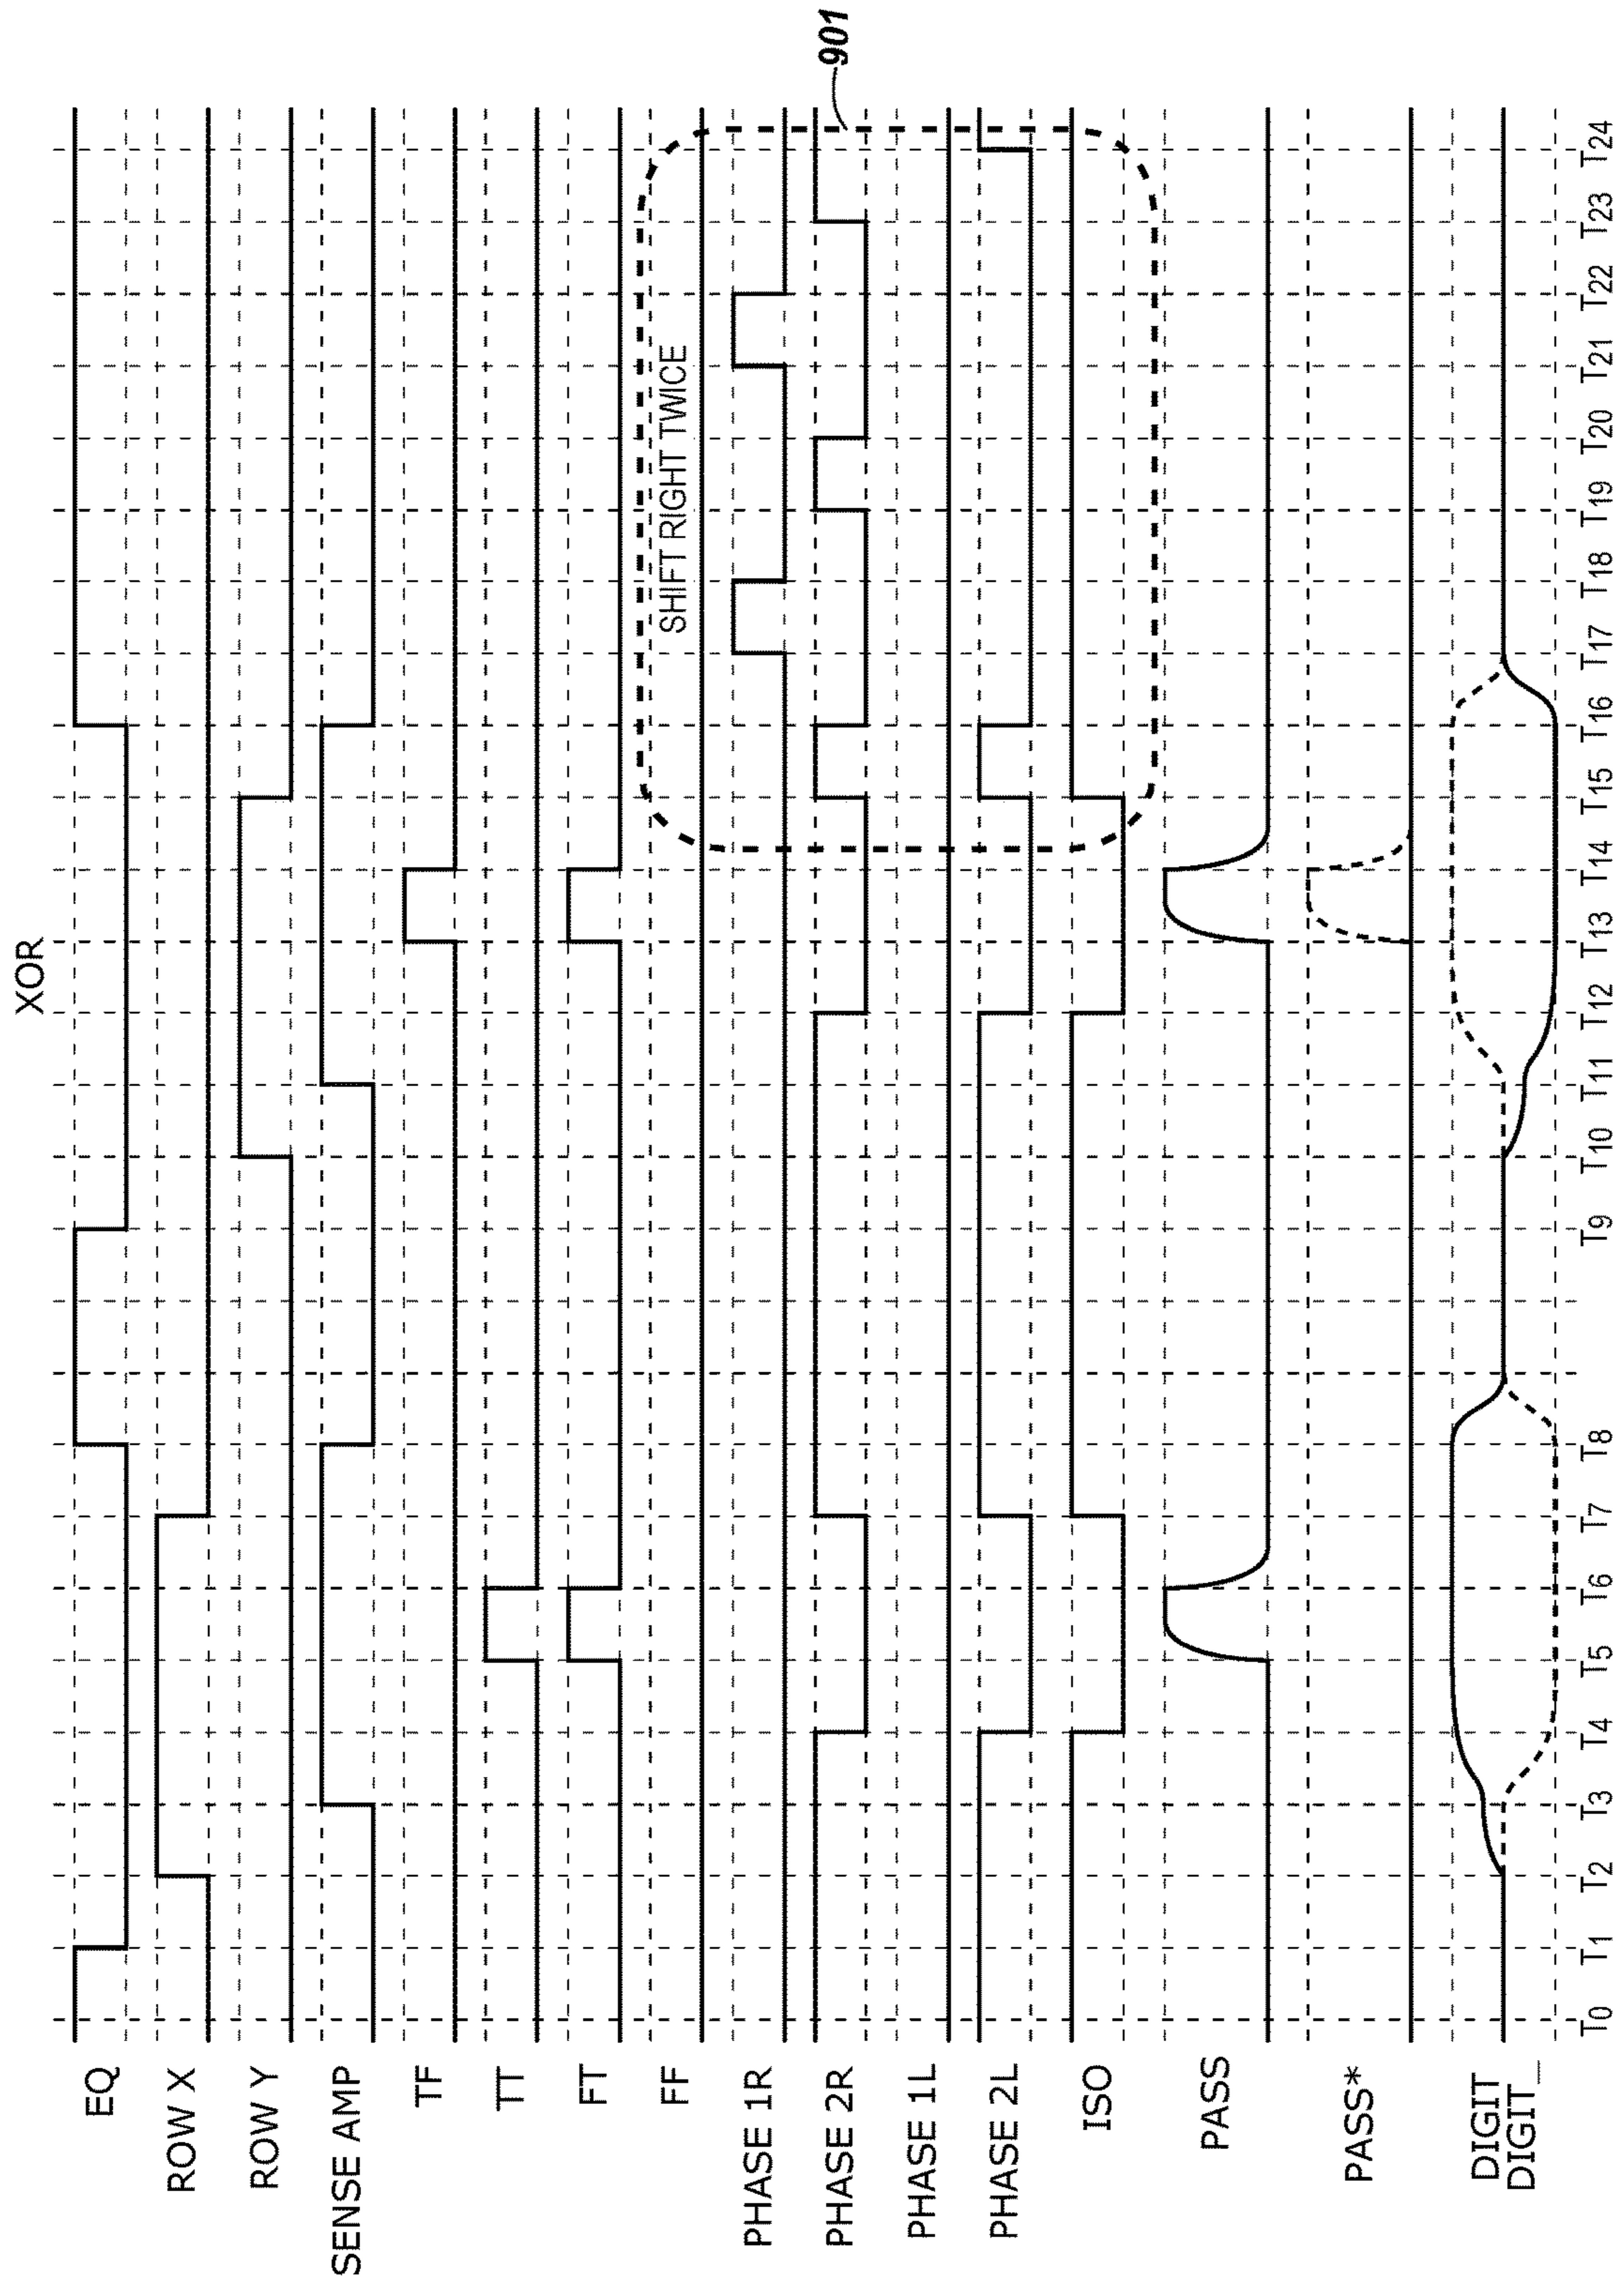 XOR
EQ
ROW X
ROW Y
SENSE AMP
TF
TT
FT
FF
SHIFT RIGHT TWICE
PHASE 1R
PHASE 2R
901
PHASE 1L
PHASE 2L
ISO
PASS
PASS*
DIGIT
DIGIT_
T0 T1 T2 T3 T4 T5 T6 T7 T8 T9 T10 T11 T12 T13 T14 T15 T16 T17 T18 T19 T20 T21 T22 T23 T24